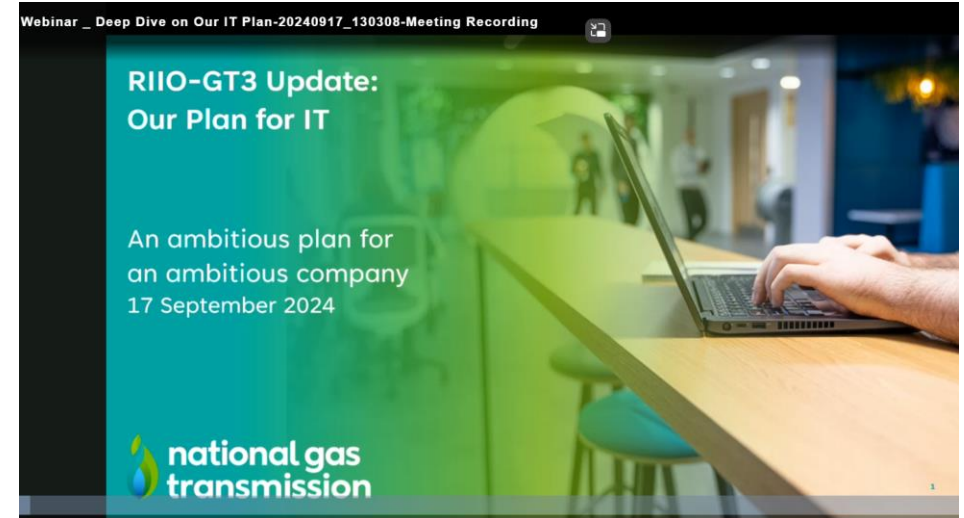 Webinar _ Deep Dive on Our IT Plan-20240917_130308-Meeting Recording
RIIO-GT3 Update:
Our Plan for IT
An ambitious plan for
an ambitious company
17 September 2024
national gas
transmission
1